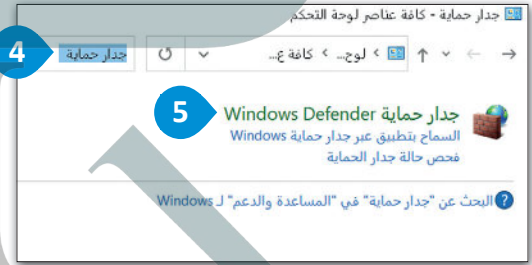 جدار حماية - كافة عناصر لوحة التحكم
لوح... › كافة ع...
جدار حماية
4
5
جدار حماية Windows Defender
السماح بتطبيق عبر جدار حماية Windows
فحص حالة جدار الحماية
البحث عن "جدار حماية" في "المساعدة والدعم" لـ Windows